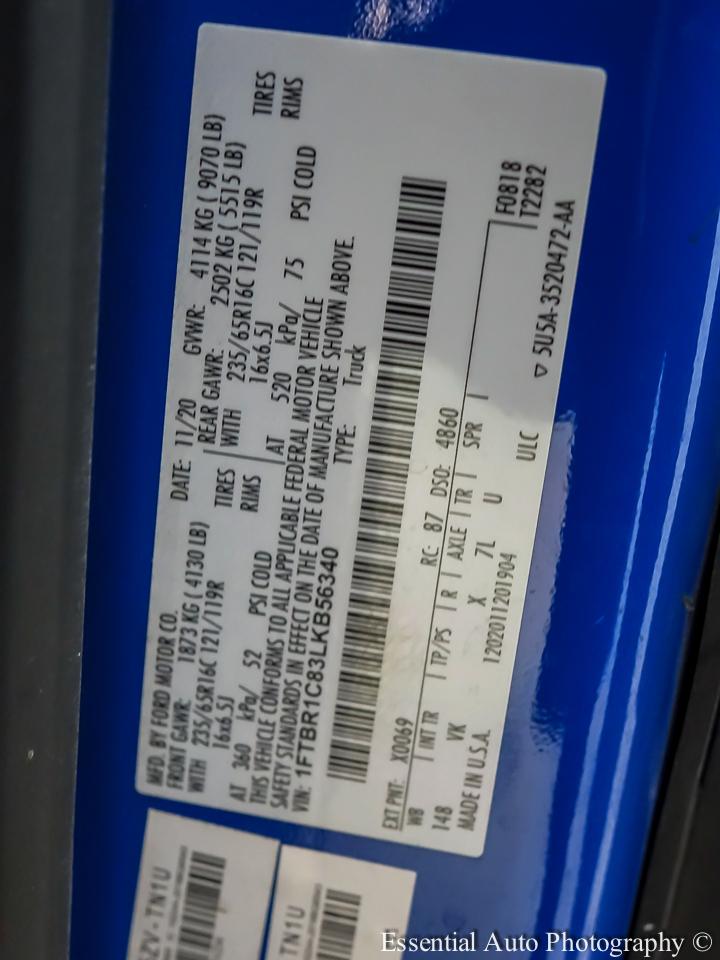 MFD. BY FORD MOTOR CO.
DATE: 11/20 GVWR: 4114 KG ( 9070 LB)
FRONT GAWR: 1873 KG ( 4130 LB) REAR GAWR: 2502 KG ( 5515 LB)
WITH 235/65R16C 121/119R TIRES WITH 235/65R16C 121/119R TIRES
16x6.5J RIMS 16x6.5J RIMS
AT 360 kPa/ 52 PSI COLD AT 520 kPa/ 75 PSI COLD
THIS VEHICLE CONFORMS TO ALL APPLICABLE FEDERAL MOTOR VEHICLE
SAFETY STANDARDS IN EFFECT ON THE DATE OF MANUFACTURE SHOWN ABOVE.
VIN: 1FTBR1C83LKB56340 TYPE: Truck
EXT PNT: X0069 RC: 87 DSO: 4860 F0818
WB INT TR TP/PS R AXLE TR SPR T2282
148 VK X 7L U
MADE IN U.S.A. 1202011201904 ULC ▽ 5U5A-3520472-AA
ZV-TN1U
TN1U
Essential Auto Photography ©